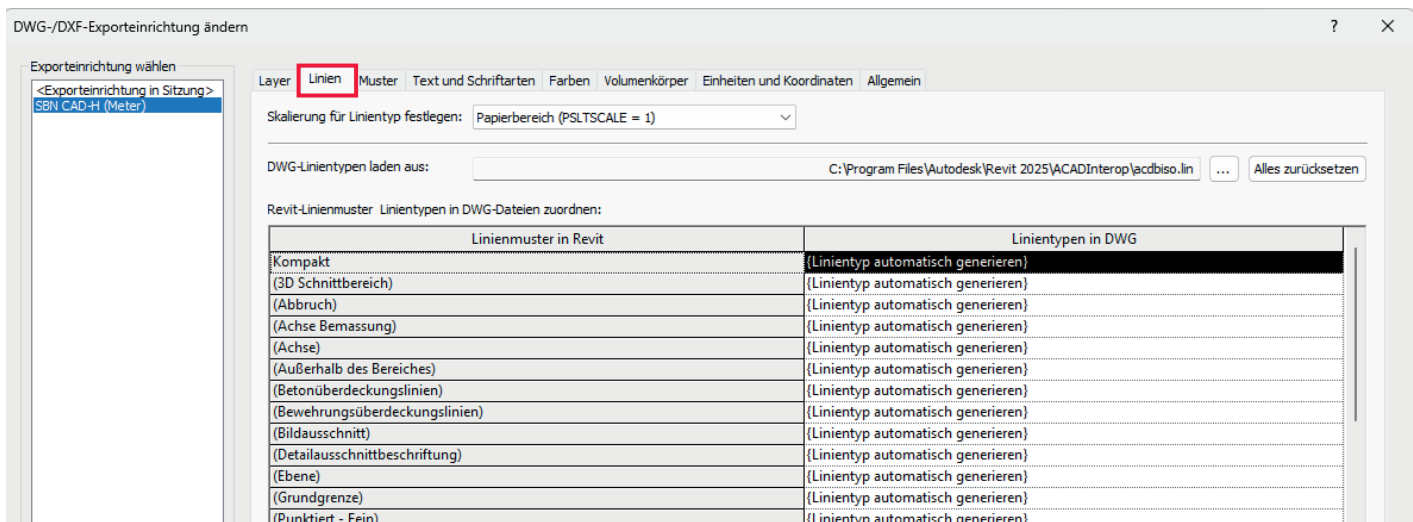 DWG-/DXF-Exporteinrichtung ändern ? ×
Exporteinrichtung wählen
<Exporteinrichtung in Sitzung>
SBN CAD-H (Meter)
Layer Linien Muster Text und Schriftarten Farben Volumenkörper Einheiten und Koordinaten Allgemein
Skalierung für Linientyp festlegen: Papierbereich (PSLTSCALE = 1)
DWG-Linientypen laden aus: C:\Program Files\Autodesk\Revit 2025\ACADInterop\acdbiso.lin ... Alles zurücksetzen
Revit-Linienmuster Linientypen in DWG-Dateien zuordnen:
Linienmuster in Revit Linientypen in DWG
Kompakt {Linientyp automatisch generieren}
(3D Schnittbereich) {Linientyp automatisch generieren}
(Abbruch) {Linientyp automatisch generieren}
(Achse Bemassung) {Linientyp automatisch generieren}
(Achse) {Linientyp automatisch generieren}
(Außerhalb des Bereiches) {Linientyp automatisch generieren}
(Betonüberdeckungslinien) {Linientyp automatisch generieren}
(Bewehrungsüberdeckungslinien) {Linientyp automatisch generieren}
(Bildausschnitt) {Linientyp automatisch generieren}
(Detailausschnittbeschriftung) {Linientyp automatisch generieren}
(Ebene) {Linientyp automatisch generieren}
(Grundgrenze) {Linientyp automatisch generieren}
(Punktiert - Fein) {Linientyp automatisch generieren}